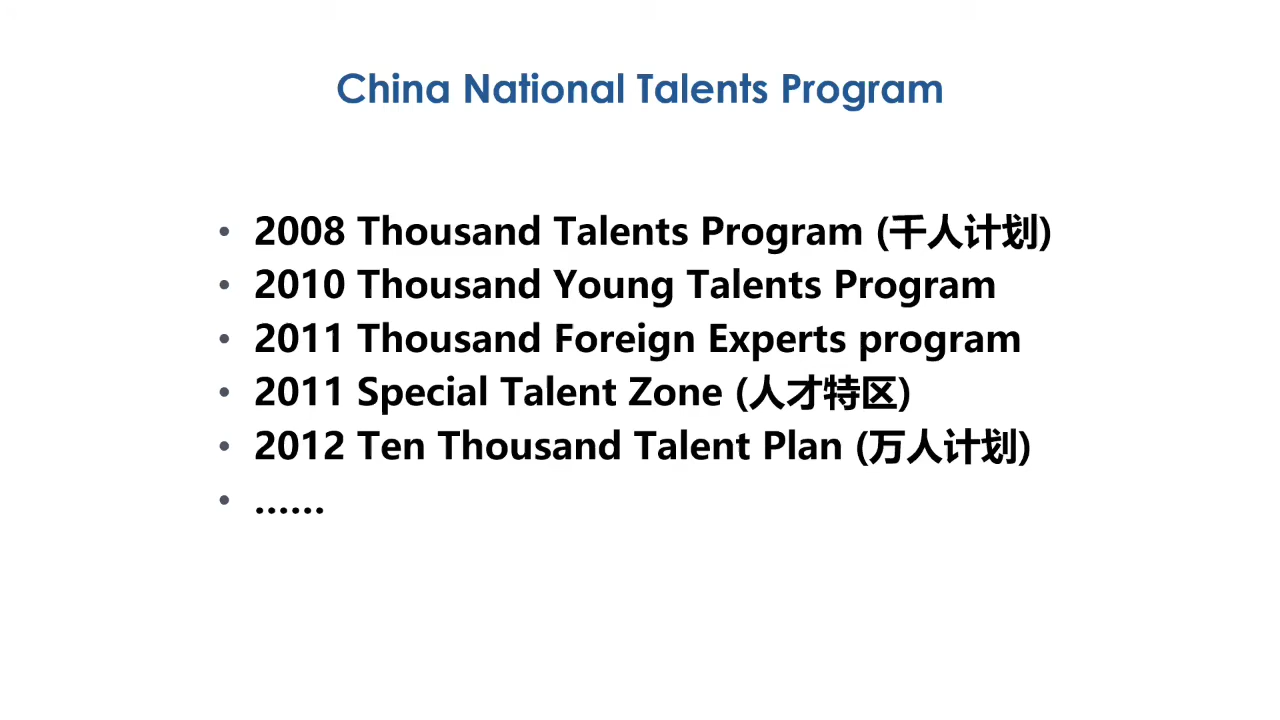 China National Talents Program
• 2008 Thousand Talents Program (千人计划)
• 2010 Thousand Young Talents Program
• 2011 Thousand Foreign Experts program
• 2011 Special Talent Zone (人才特区)
• 2012 Ten Thousand Talent Plan (万人计划)
• ......